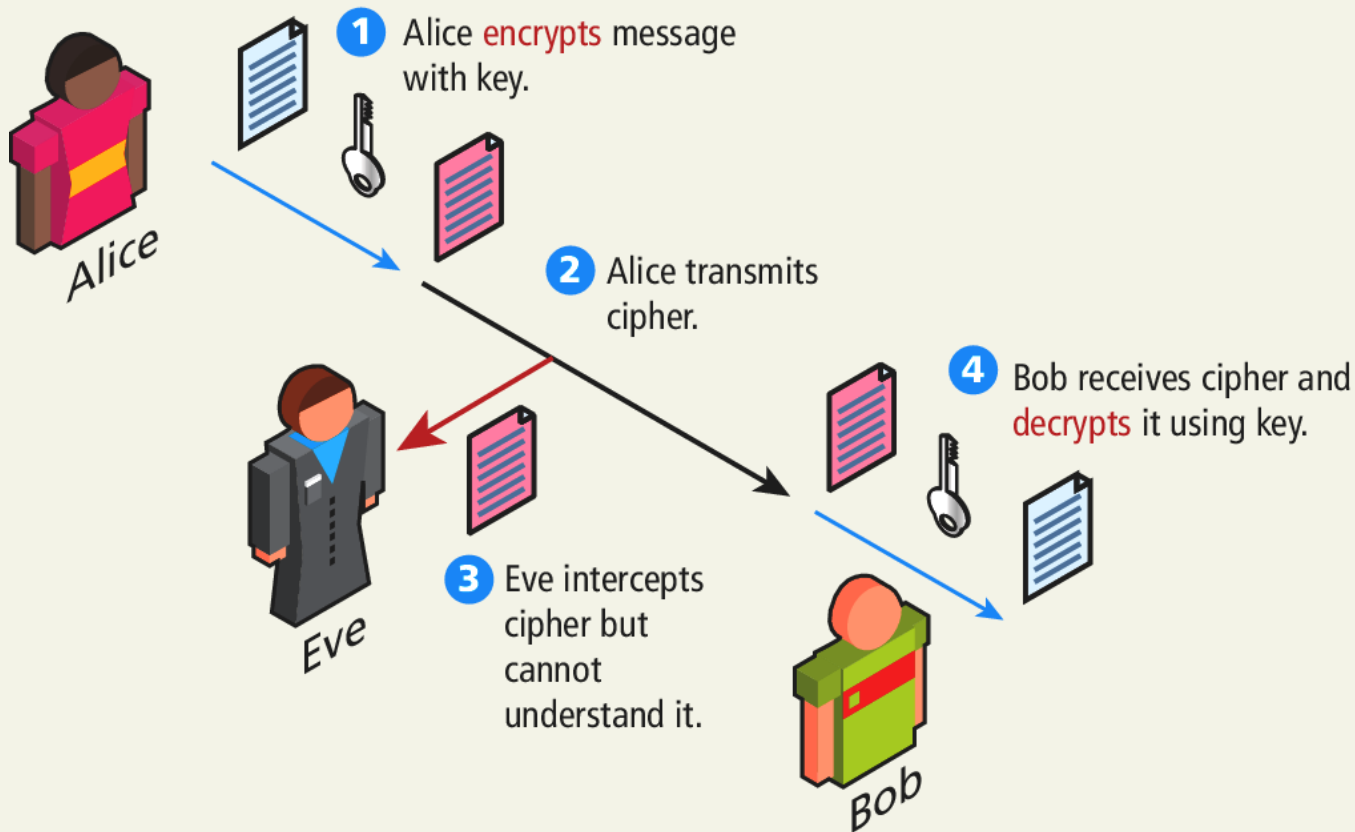 1 Alice encrypts message
with key.
Alice
2 Alice transmits
cipher.
4 Bob receives cipher and
decrypts it using key.
3 Eve intercepts
cipher but
cannot
understand it.
Eve
Bob